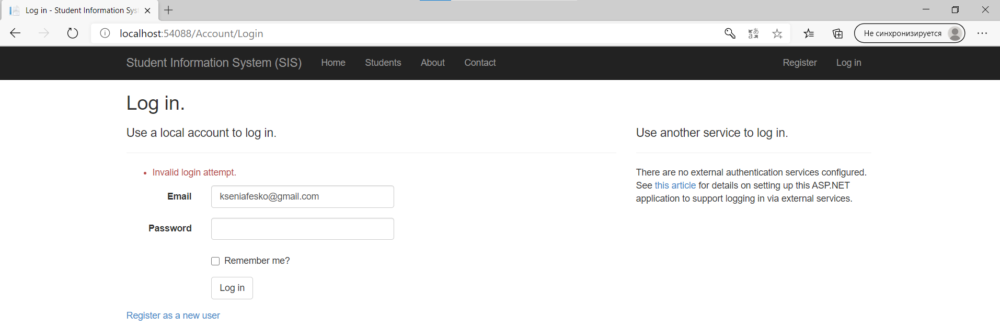 Log in - Student Information Sys
localhost:54088/Account/Login
Не синхронизируется
Student Information System (SIS) Home Students About Contact Register Log in
Log in.
Use a local account to log in.
Invalid login attempt.
Email kseniafesko@gmail.com
Password
Remember me?
Log in
Register as a new user
Use another service to log in.
There are no external authentication services configured.
See this article for details on setting up this ASP.NET
application to support logging in via external services.